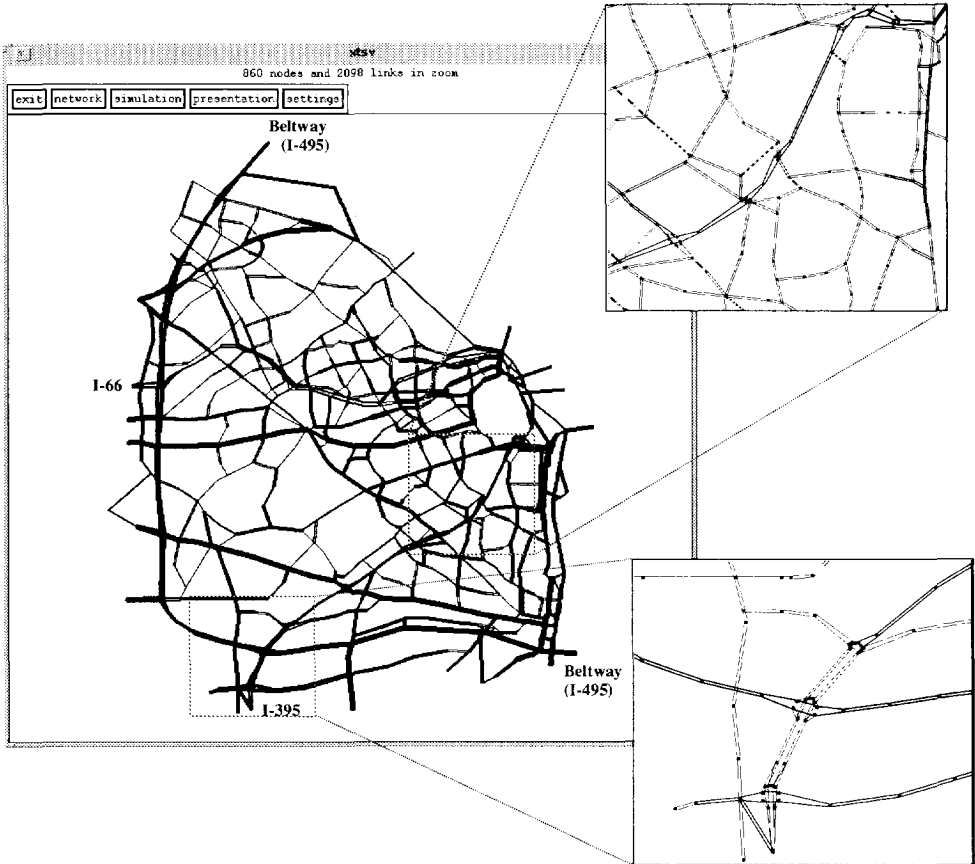 xtsv
860 nodes and 2098 links in zoom
exit network simulation presentation settings
Beltway
(I-495)
I-66
Beltway
(I-495)
I-395